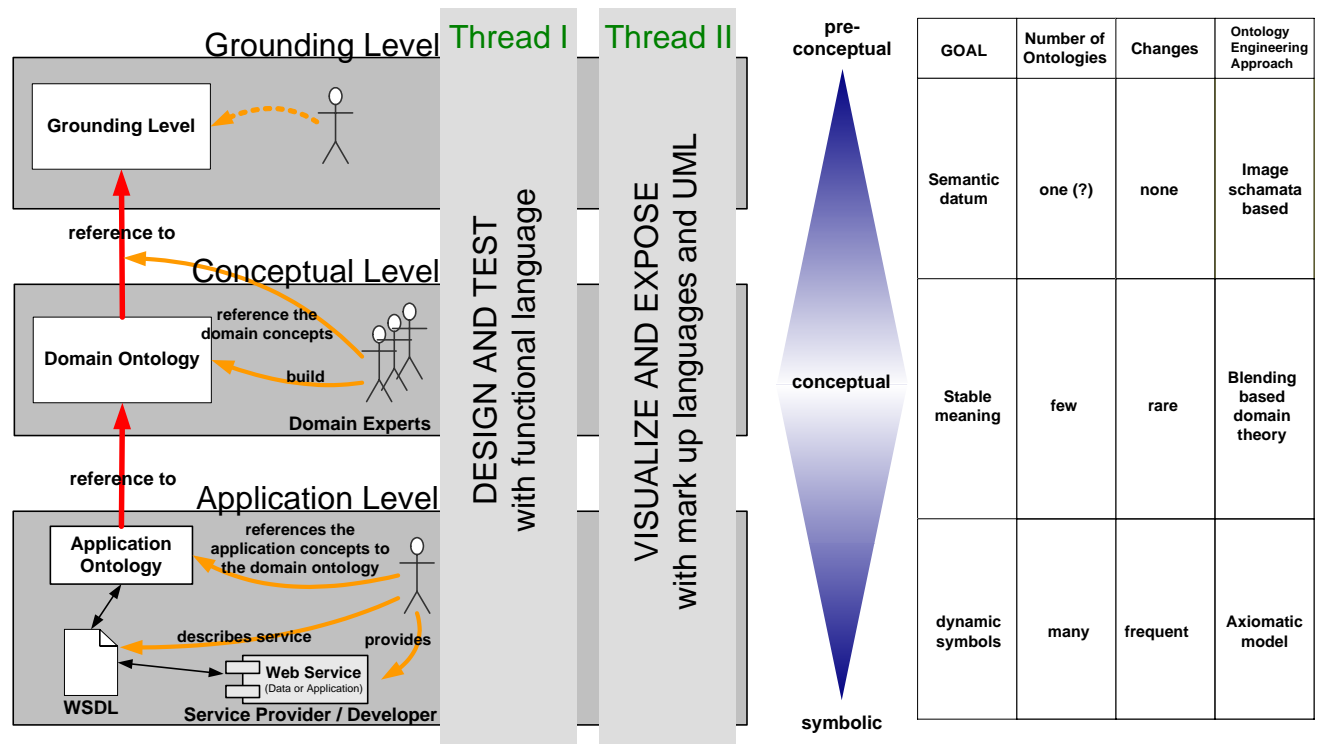 Grounding Level
Grounding Level
reference to
Conceptual Level
reference the
domain concepts
Domain Ontology
build
Domain Experts
reference to
Application Level
Application
Ontology
references the
application concepts to
the domain ontology
describes service
provides
WSDL
Web Service
(Data or Application)
Service Provider / Developer
Thread I
DESIGN AND TEST
with functional language
Thread II
VISUALIZE AND EXPOSE
with mark up languages and UML
pre-
conceptual
conceptual
symbolic
GOAL
Number of
Ontologies
Changes
Ontology
Engineering
Approach
Semantic
datum
one (?)
none
Image
schamata
based
Stable
meaning
few
rare
Blending
based
domain
theory
dynamic
symbols
many
frequent
Axiomatic
model